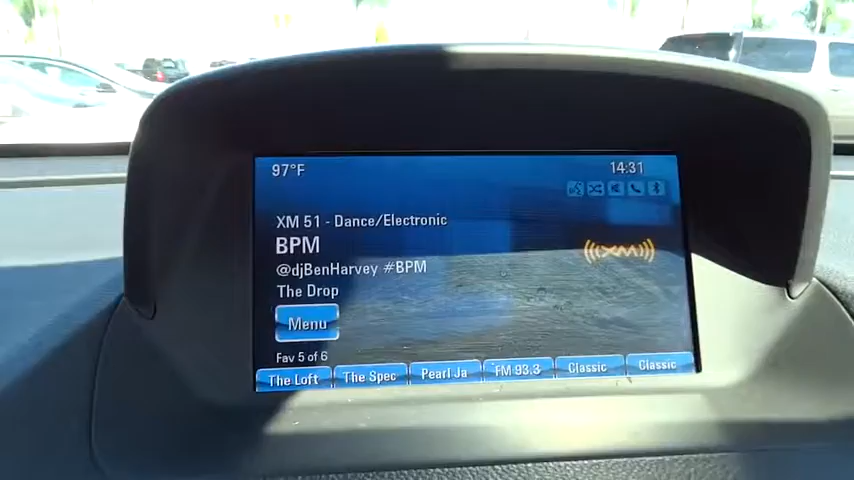 97°F 14:31
XM 51 - Dance/Electronic
BPM
@djBenHarvey #BPM
XM
The Drop
Menu
Fav 5 of 6
The Loft The Spec Pearl Ja FM 93.3 Classic Classic